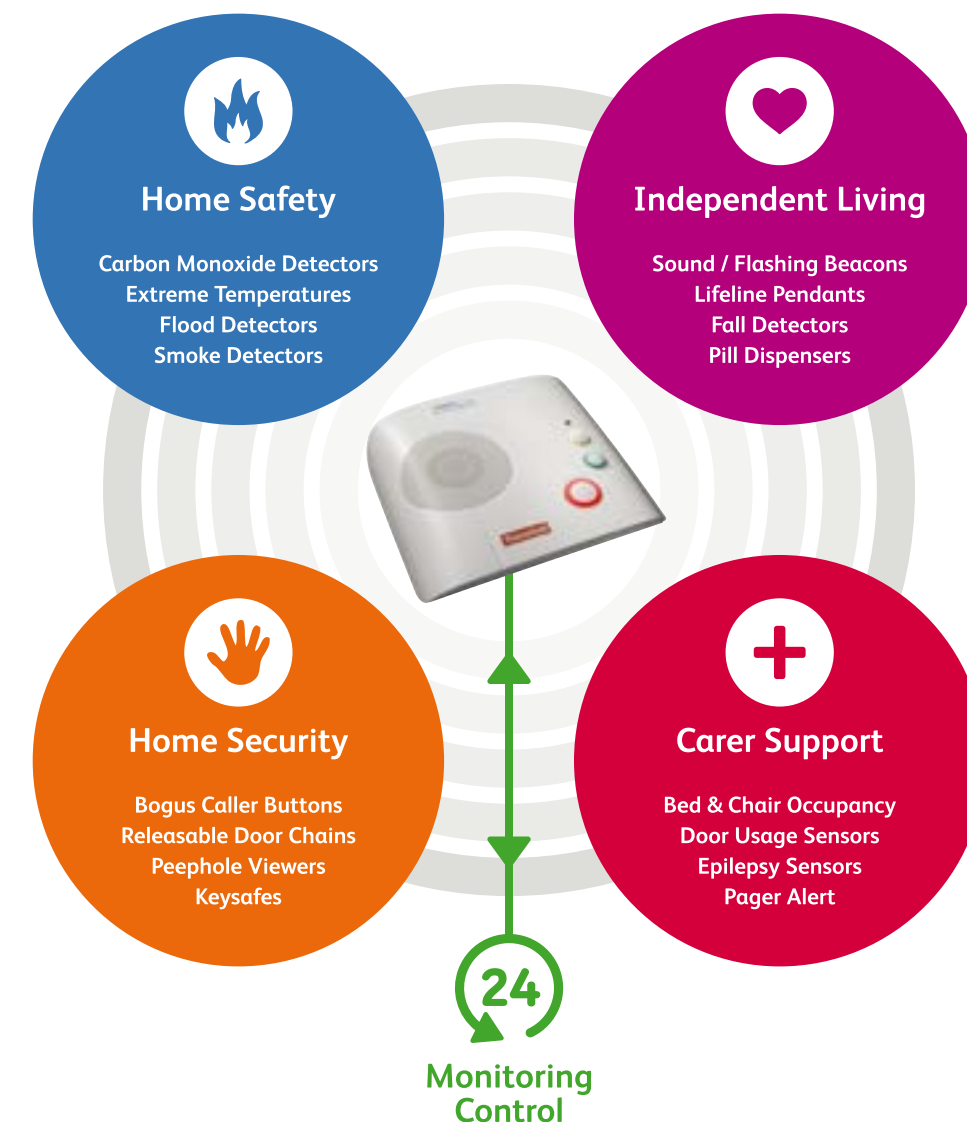 Home Safety
Carbon Monoxide Detectors
Extreme Temperatures
Flood Detectors
Smoke Detectors
Independent Living
Sound / Flashing Beacons
Lifeline Pendants
Fall Detectors
Pill Dispensers
Home Security
Bogus Caller Buttons
Releasable Door Chains
Peephole Viewers
Keysafes
Carer Support
Bed & Chair Occupancy
Door Usage Sensors
Epilepsy Sensors
Pager Alert
24
Monitoring
Control